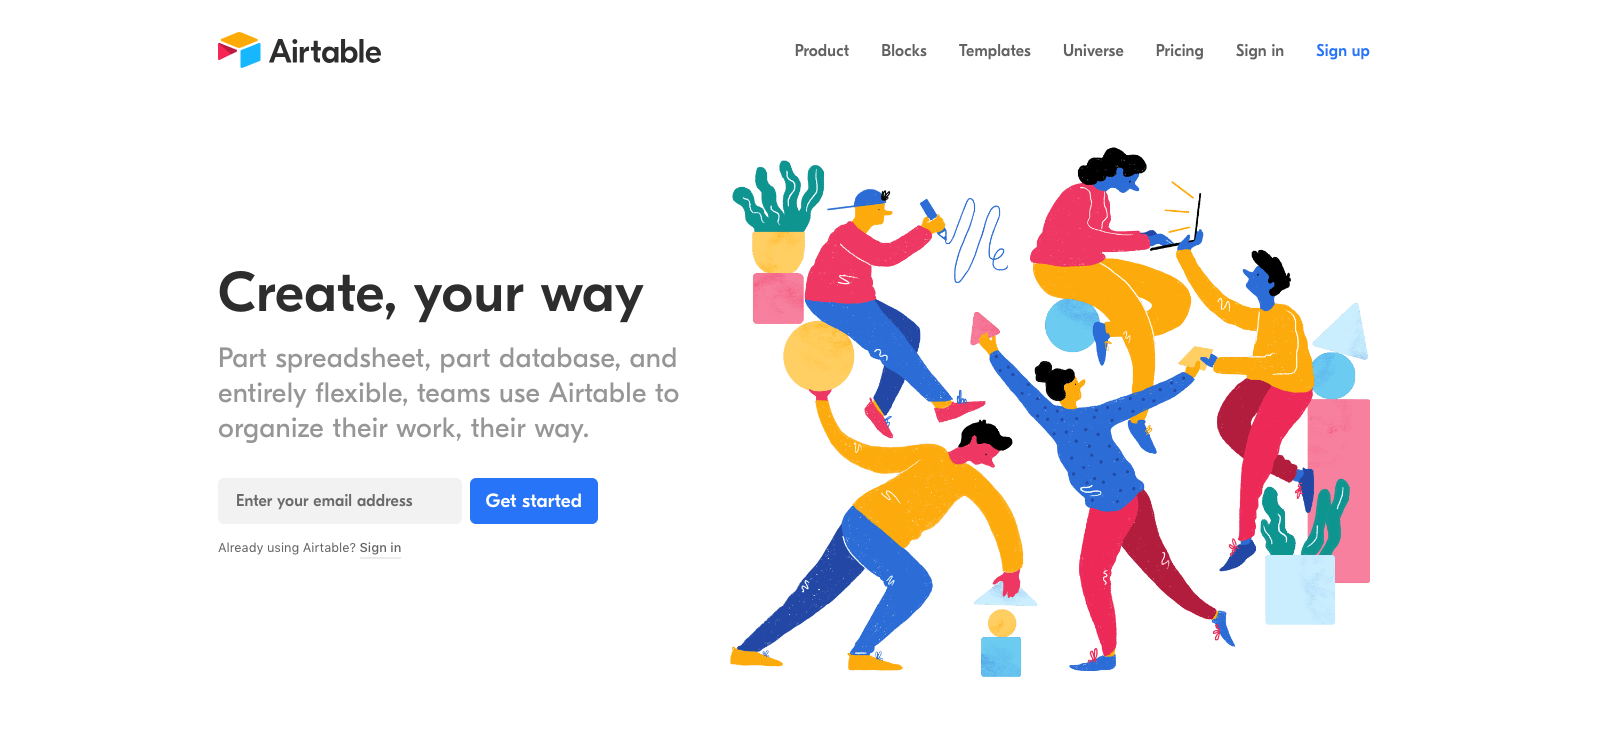 Airtable
Product Blocks Templates Universe Pricing Sign in Sign up
Create, your way
Part spreadsheet, part database, and
entirely flexible, teams use Airtable to
organize their work, their way.
Enter your email address Get started
Already using Airtable? Sign in